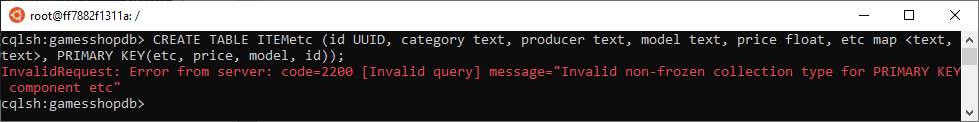 root@ff7882f1311a: /
cqlsh:gamesshopdb> CREATE TABLE ITEMetc (id UUID, category text, producer text, model text, price float, etc map <text,
text>, PRIMARY KEY(etc, price, model, id));
InvalidRequest: Error from server: code=2200 [Invalid query] message="Invalid non-frozen collection type for PRIMARY KEY
 component etc"
cqlsh:gamesshopdb>